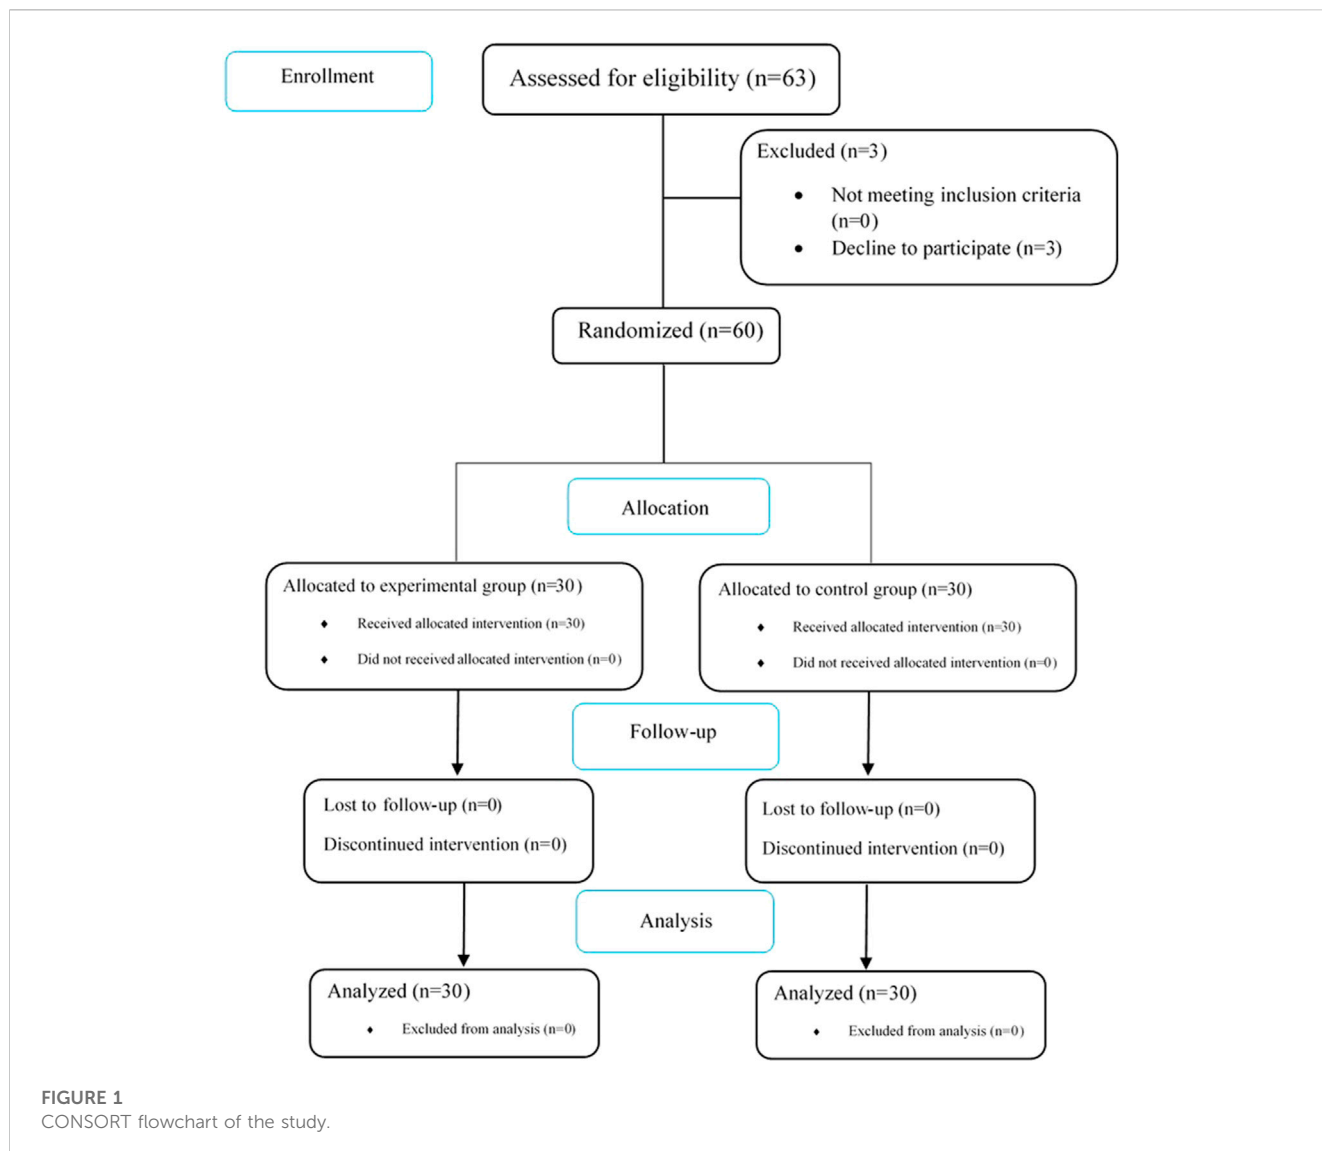 Enrollment
Assessed for eligibility (n=63)
Excluded (n=3)
• Not meeting inclusion criteria
(n=0)
• Decline to participate (n=3)
Randomized (n=60)
Allocation
Allocated to experimental group (n=30)
♦ Received allocated intervention (n=30)
♦ Did not received allocated intervention (n=0)
Allocated to control group (n=30)
♦ Received allocated intervention (n=30)
♦ Did not received allocated intervention (n=0)
Follow-up
Lost to follow-up (n=0)
Discontinued intervention (n=0)
Lost to follow-up (n=0)
Discontinued intervention (n=0)
Analysis
Analyzed (n=30)
♦ Excluded from analysis (n=0)
Analyzed (n=30)
♦ Excluded from analysis (n=0)
FIGURE 1
CONSORT flowchart of the study.